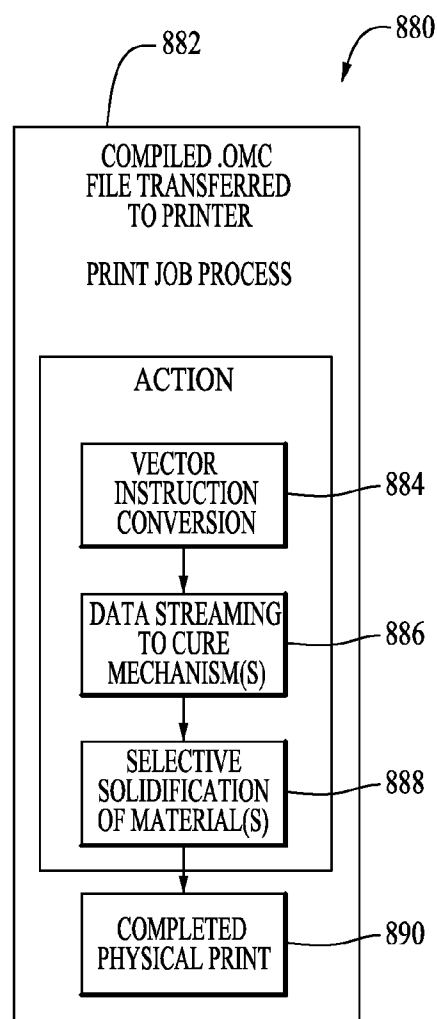 880
882
COMPILED .OMC
FILE TRANSFERRED
TO PRINTER
PRINT JOB PROCESS
ACTION
VECTOR
INSTRUCTION
CONVERSION
884
DATA STREAMING
TO CURE
MECHANISM(S)
886
SELECTIVE
SOLIDIFICATION
OF MATERIAL(S)
888
COMPLETED
PHYSICAL PRINT
890